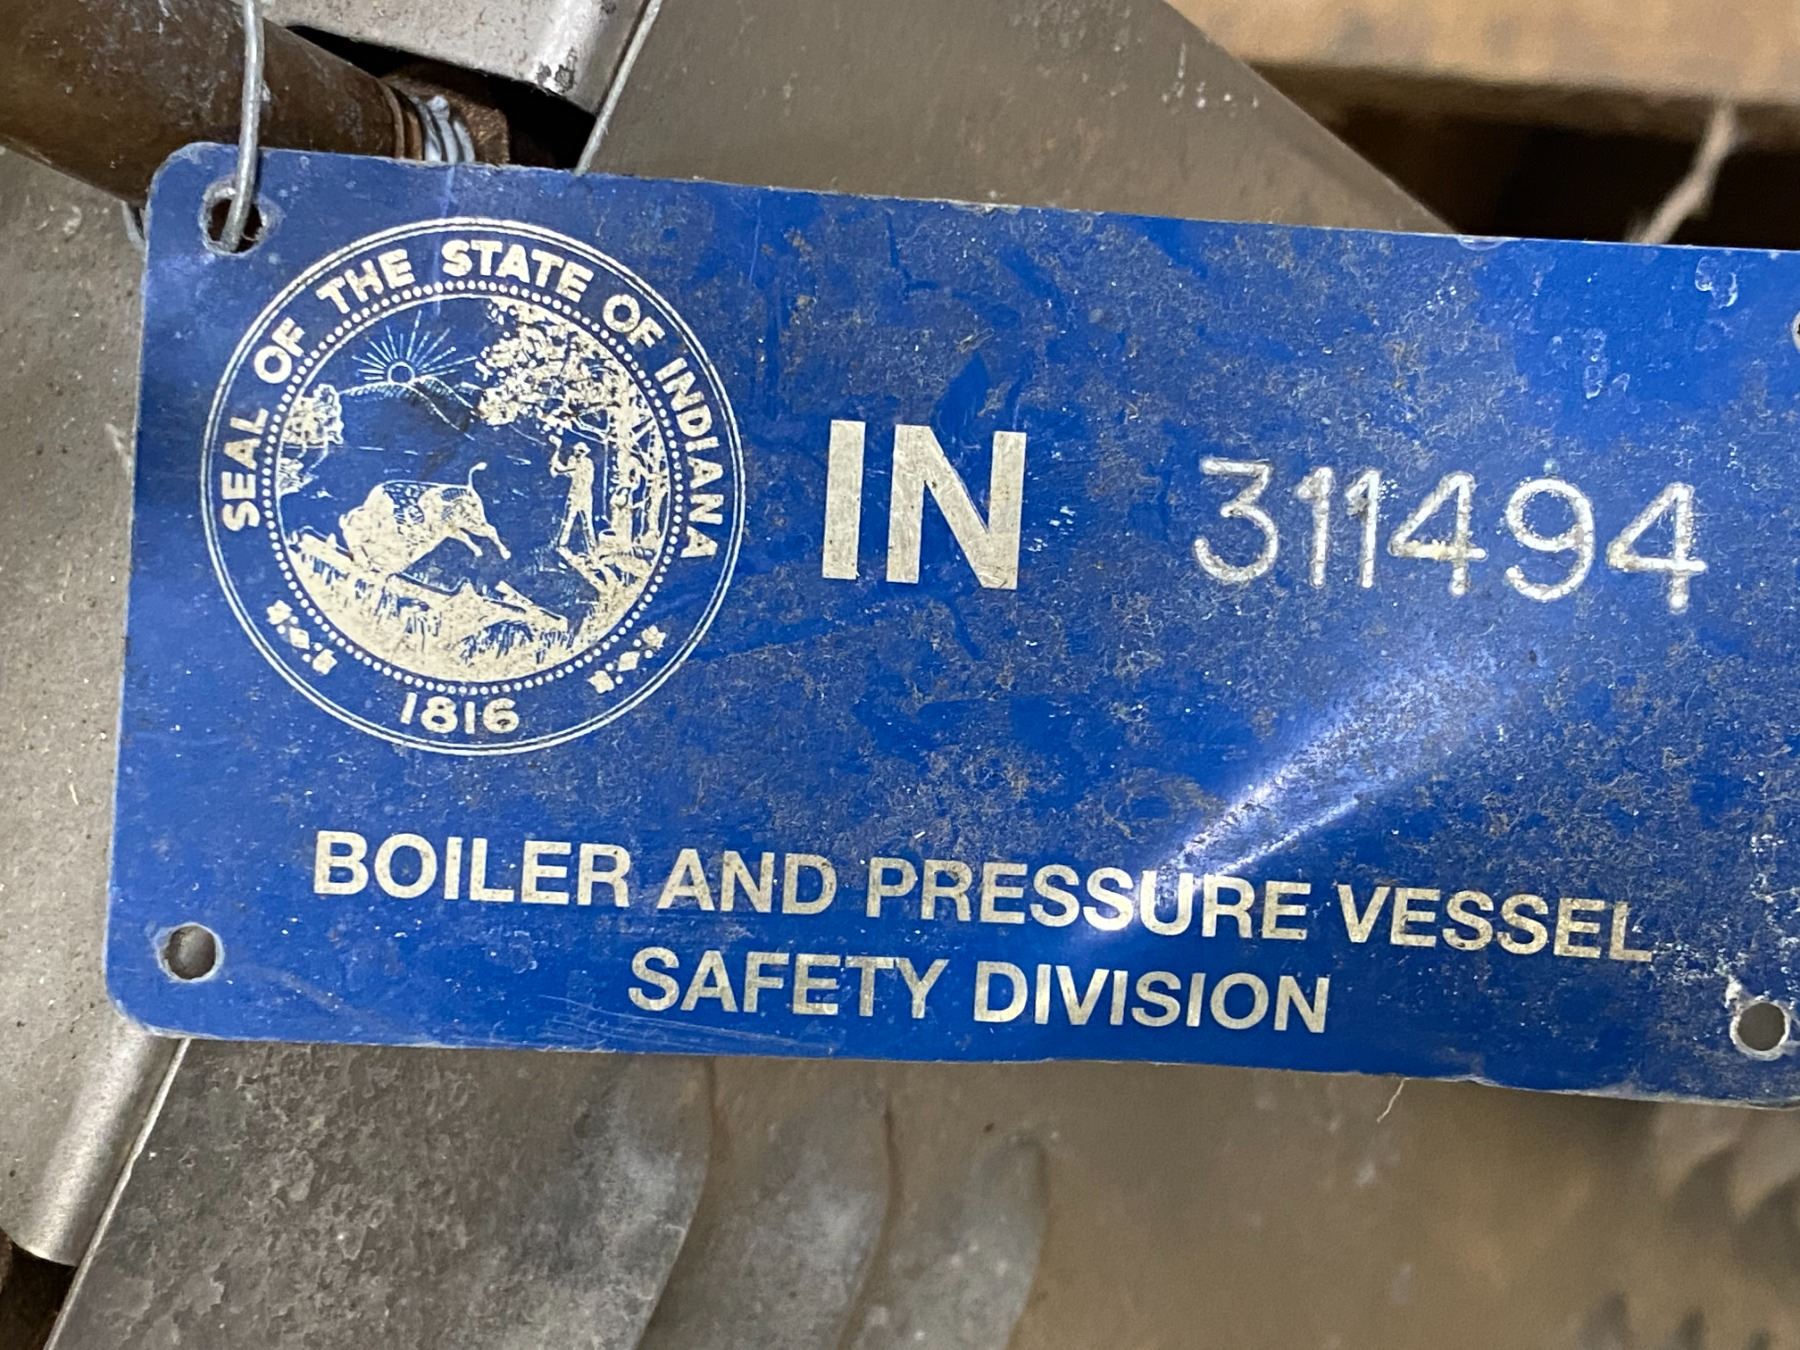 SEAL OF THE STATE OF INDIANA
1816
IN 311494
BOILER AND PRESSURE VESSEL
SAFETY DIVISION